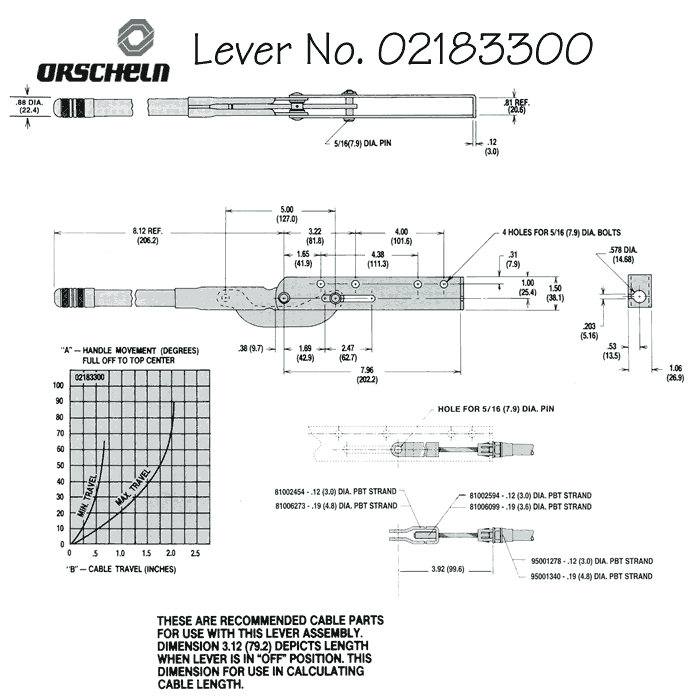 ORSCHELN
Lever No. 02183300
.88 DIA.
(22.4)
.81 REF.
(20.6)
5/16(7.9) DIA. PIN
.12
(3.0)
5.00
(127.0)
8.12 REF.
(206.2)
3.22
(81.8)
4.00
(101.6)
4 HOLES FOR 5/16 (7.9) DIA. BOLTS
1.65
(41.9)
4.38
(111.3)
.31
(7.9)
.578 DIA.
(14.68)
1.00
(25.4)
1.50
(38.1)
.203
(5.16)
.38 (9.7)
1.69
(42.9)
2.47
(62.7)
.53
(13.5)
7.96
(202.2)
1.06
(26.9)
"A" — HANDLE MOVEMENT (DEGREES)
FULL OFF TO TOP CENTER
02183300
90
80
70
60
50
40
30
20
10
0
MIN. TRAVEL
MAX. TRAVEL
0 .5 1.0 1.5 2.0 2.5
"B" — CABLE TRAVEL (INCHES)
HOLE FOR 5/16 (7.9) DIA. PIN
81002454 - .12 (3.0) DIA. PBT STRAND
81006273 - .19 (4.8) DIA. PBT STRAND
81002594 - .12 (3.0) DIA. PBT STRAND
81006099 - .19 (3.6) DIA. PBT STRAND
95001278 - .12 (3.0) DIA. PBT STRAND
95001340 - .19 (4.8) DIA. PBT STRAND
3.92 (99.6)
THESE ARE RECOMMENDED CABLE PARTS
FOR USE WITH THIS LEVER ASSEMBLY.
DIMENSION 3.12 (79.2) DEPICTS LENGTH
WHEN LEVER IS IN "OFF" POSITION. THIS
DIMENSION FOR USE IN CALCULATING
CABLE LENGTH.